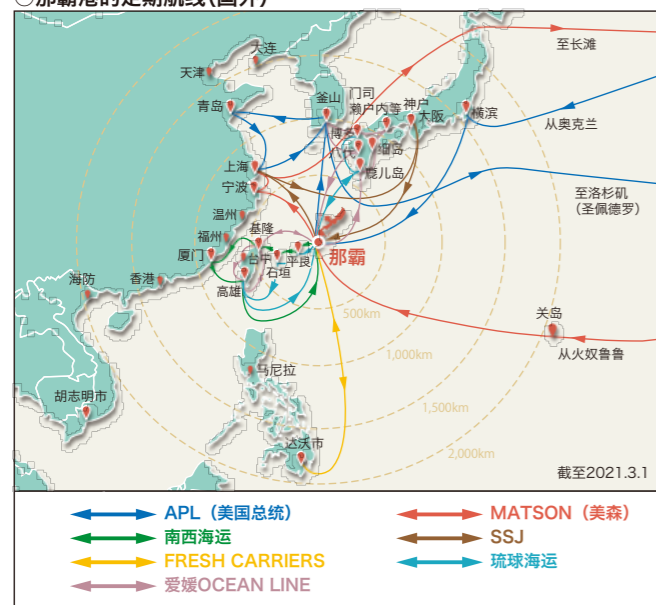 ○那霸港的定期航线(国外)
大连
天津
至长滩
青岛
釜山
门司
濑户内等
神户
大阪
横滨
博多
八代
细岛
从奥克兰
鹿儿岛
上海
宁波
至洛杉矶
（圣佩德罗）
温州
福州
基隆
厦门
台中
石垣
平良
那霸
海防
香港
高雄
500km
关岛
从火奴鲁鲁
1,000km
马尼拉
胡志明市
1,500km
达沃市
2,000km
截至2021.3.1
APL（美国总统）
MATSON（美森）
南西海运
SSJ
FRESH CARRIERS
琉球海运
爱媛OCEAN LINE